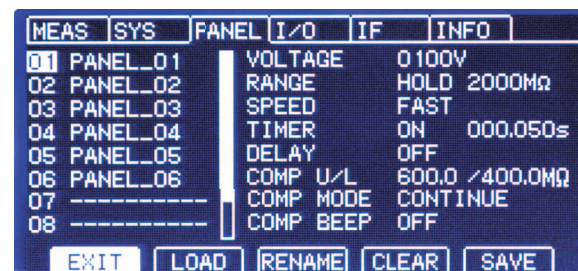 MEAS SYS PANEL I/O IF INFO
01 PANEL_01 VOLTAGE 0100V
02 PANEL_02 RANGE HOLD 2000MΩ
03 PANEL_03 SPEED FAST
04 PANEL_04 TIMER ON 000.050s
05 PANEL_05 DELAY OFF
06 PANEL_06 COMP U/L 600.0 /400.0MΩ
07 ---------- COMP MODE CONTINUE
08 ---------- COMP BEEP OFF
EXIT LOAD RENAME CLEAR SAVE